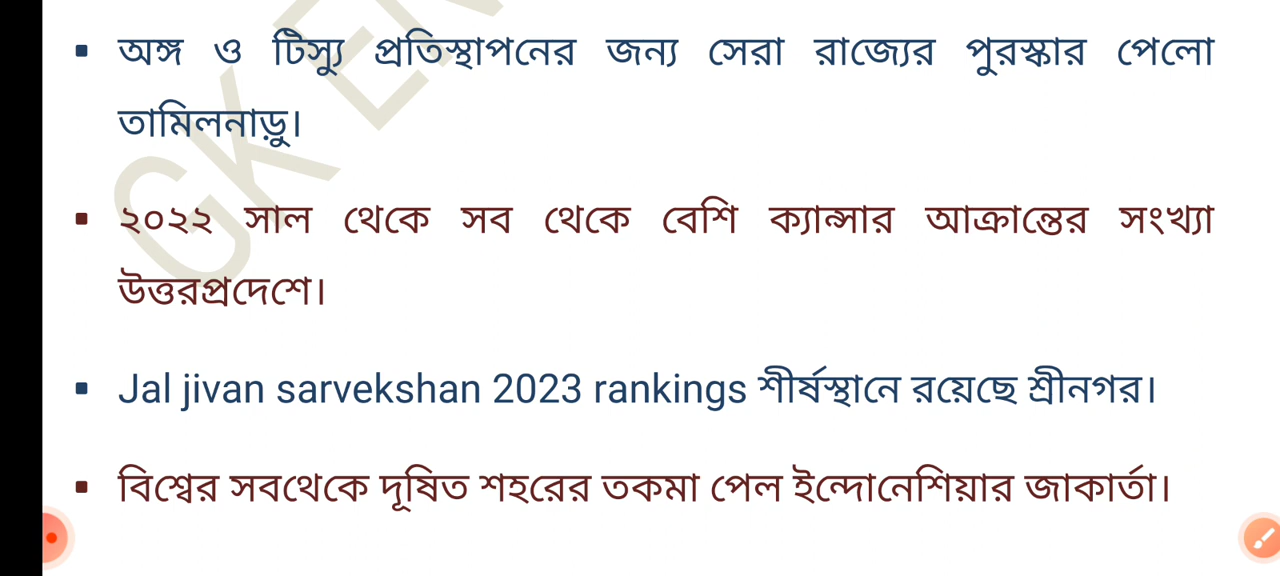 অঙ্গ ও টিস্যু প্রতিস্থাপনের জন্য সেরা রাজ্যের পুরস্কার পেলো
তামিলনাড়ু।
২০২২ সাল থেকে সব থেকে বেশি ক্যান্সার আক্রান্তের সংখ্যা
উত্তরপ্রদেশে।
Jal jivan sarvekshan 2023 rankings শীর্ষস্থানে রয়েছে শ্রীনগর।
বিশ্বের সবথেকে দূষিত শহরের তকমা পেল ইন্দোনেশিয়ার জাকার্তা।
GK